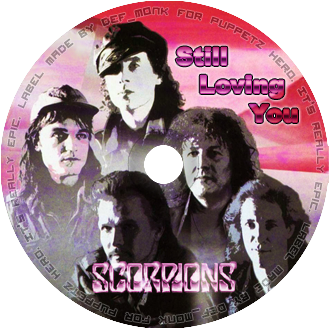 Still
Loving
You
SCORPIONS
LABEL MADE BY DEF_MONK FOR PUPPETZ HERO. IT'S REALLY EPIC. LABEL MADE BY DEF_MONK FOR PUPPETZ HERO. IT'S REALLY EPIC.